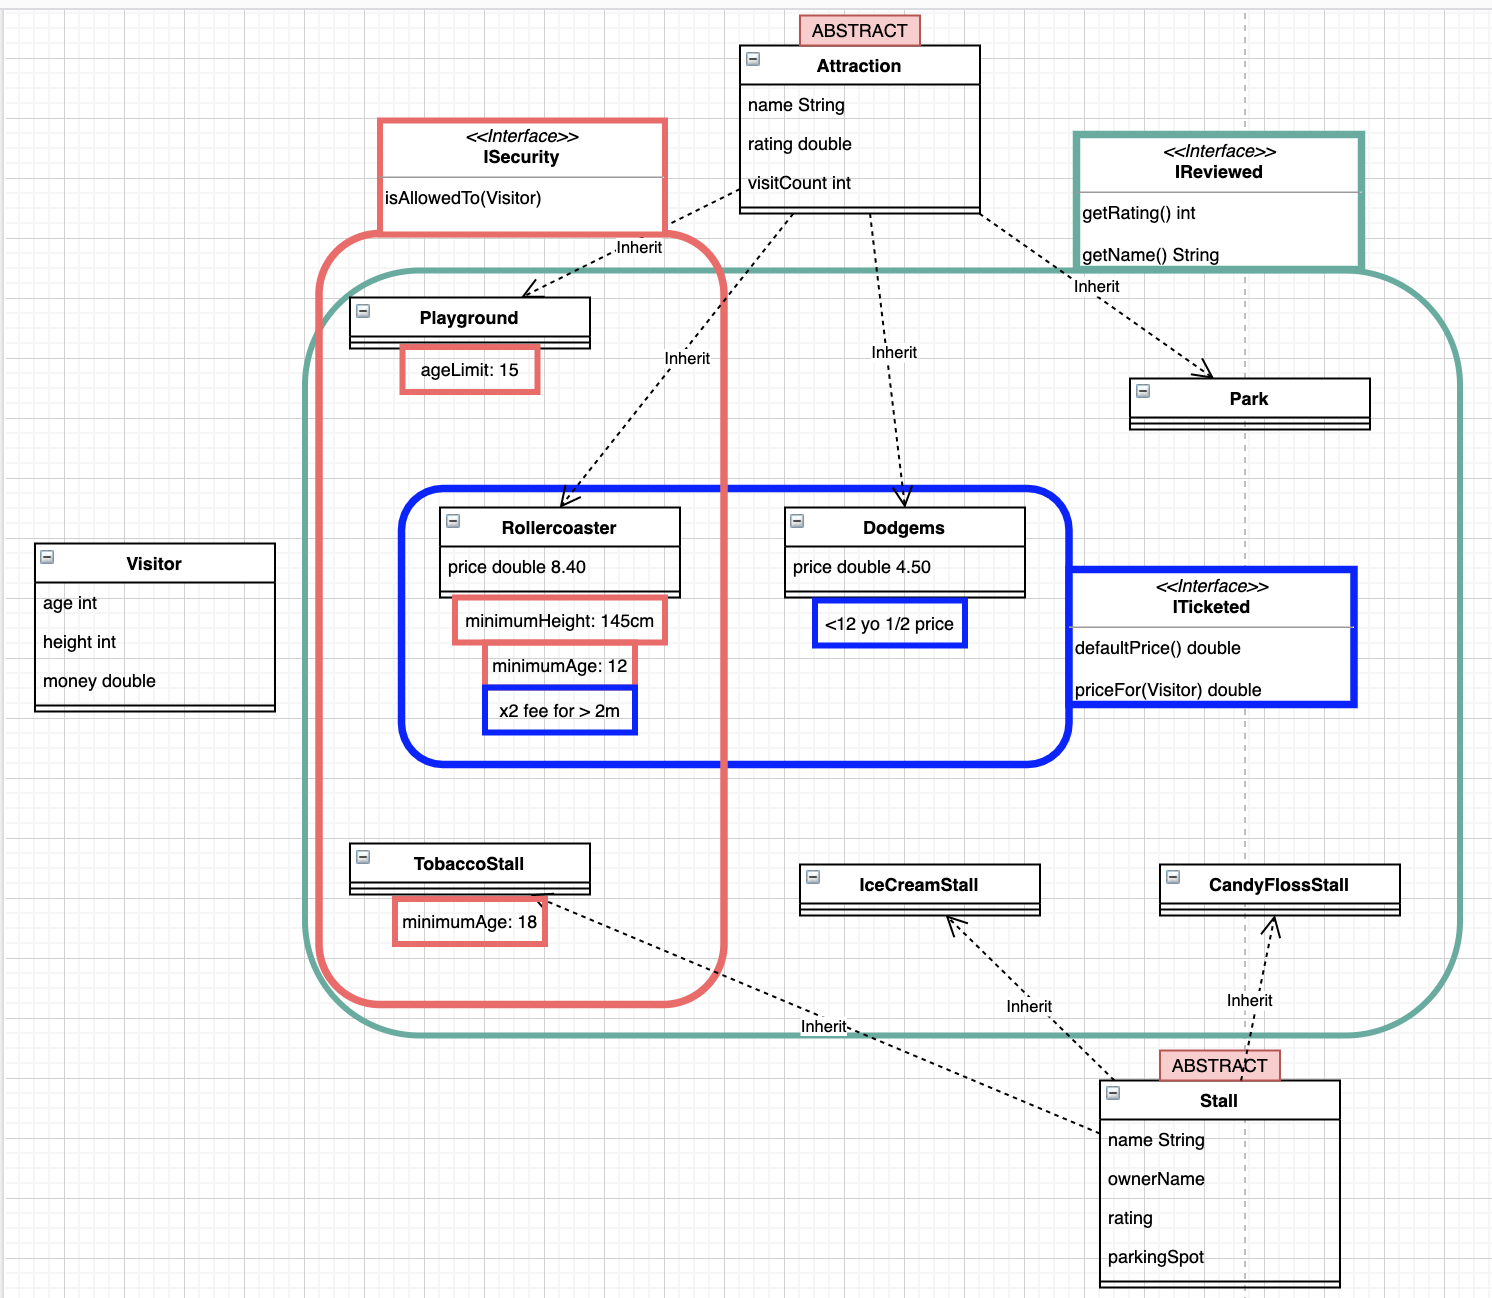 ABSTRACT
Attraction
name String
rating double
visitCount int
<<Interface>>
ISecurity
isAllowedTo(Visitor)
<<Interface>>
IReviewed
getRating() int
getName() String
Inherit
Inherit
Inherit
Inherit
Playground
ageLimit: 15
Park
Rollercoaster
price double 8.40
minimumHeight: 145cm
minimumAge: 12
x2 fee for > 2m
Dodgems
price double 4.50
<12 yo 1/2 price
Visitor
age int
height int
money double
<<Interface>>
ITicketed
defaultPrice() double
priceFor(Visitor) double
TobaccoStall
minimumAge: 18
IceCreamStall
CandyFlossStall
Inherit
Inherit
Inherit
ABSTRACT
Stall
name String
ownerName
rating
parkingSpot